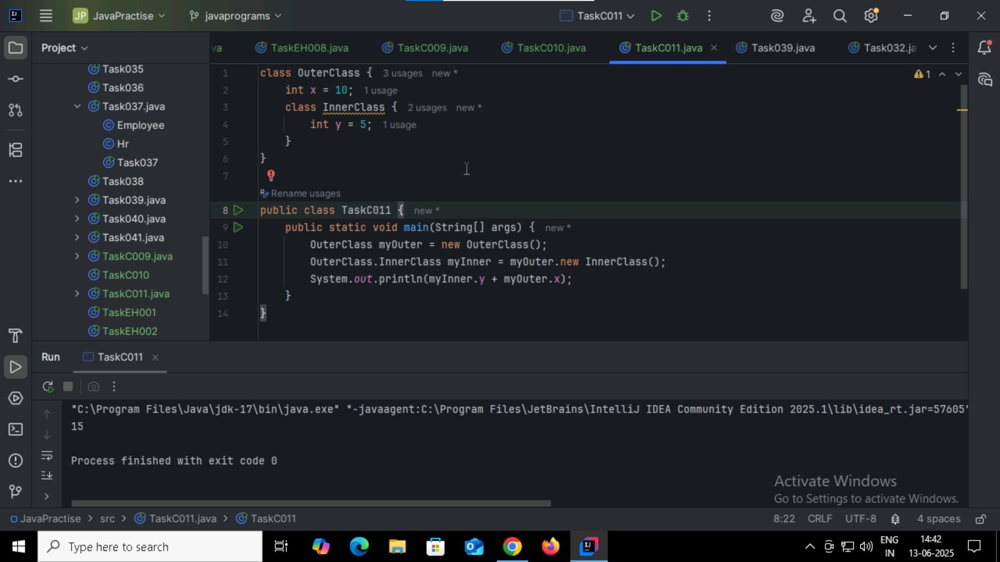 JP JavaPractise javaprograms TaskC011
Project
va TaskEH008.java TaskC009.java TaskC010.java TaskC011.java Task039.java Task032.ja
Task035
Task036
Task037.java
Employee
Hr
Task037
Task038
Task039.java
Task040.java
Task041.java
TaskC009.java
TaskC010
TaskC011.java
TaskEH001
TaskEH002
1 class OuterClass { 3 usages new *
2 int x = 10; 1 usage
3 class InnerClass { 2 usages new *
4 int y = 5; 1 usage
5 }
6 }
7
Rename usages
8 public class TaskC011 { new *
9 public static void main(String[] args) { new *
10 OuterClass myOuter = new OuterClass();
11 OuterClass.InnerClass myInner = myOuter.new InnerClass();
12 System.out.println(myInner.y + myOuter.x);
13 }
14 }
1
Run TaskC011
"C:\Program Files\Java\jdk-17\bin\java.exe" "-javaagent:C:\Program Files\JetBrains\IntelliJ IDEA Community Edition 2025.1\lib\idea_rt.jar=57605"
15
Process finished with exit code 0
Activate Windows
Go to Settings to activate Windows.
JavaPractise > src > TaskC011.java > TaskC011 8:22 CRLF UTF-8 4 spaces
Type here to search
ENG
IN
14:42
13-06-2025